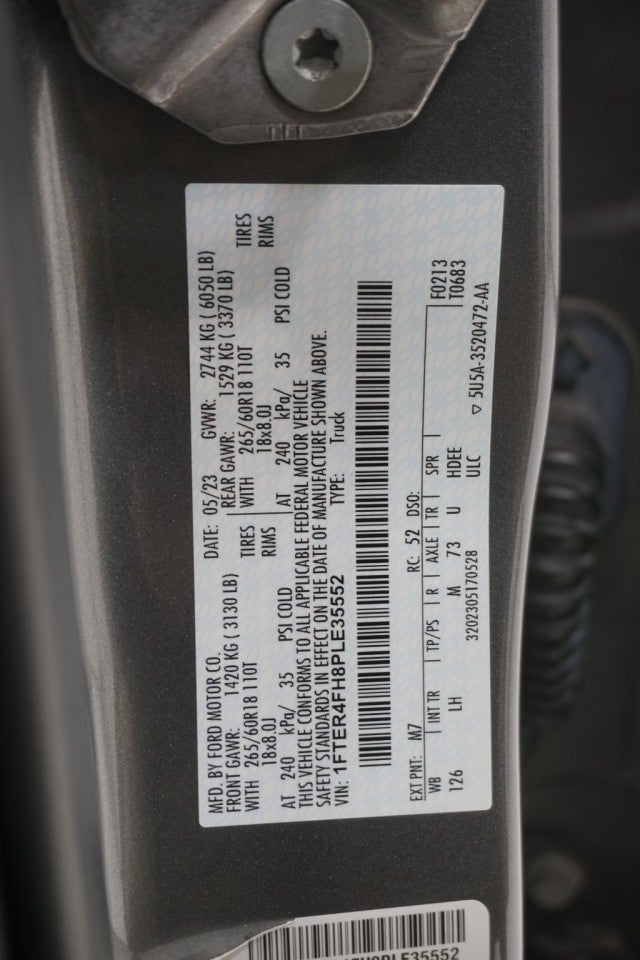 MFD. BY FORD MOTOR CO. DATE: 05/23 GVWR: 2744 KG ( 6050 LB)
FRONT GAWR: 1420 KG ( 3130 LB) REAR GAWR: 1529 KG ( 3370 LB)
WITH 265/60R18 110T TIRES WITH 265/60R18 110T TIRES
18x8.0J RIMS 18x8.0J RIMS
AT 240 kPa/ 35 PSI COLD AT 240 kPa/ 35 PSI COLD
THIS VEHICLE CONFORMS TO ALL APPLICABLE FEDERAL MOTOR VEHICLE
SAFETY STANDARDS IN EFFECT ON THE DATE OF MANUFACTURE SHOWN ABOVE.
VIN: 1FTER4FH8PLE35552 TYPE: Truck
F0213
EXT PNT: M7 RC: 52 DSO: T0683
WB INT TR TP/PS R AXLE TR SPR
126 LH M 73 U HDEE
3202305170528 ULC ▽ 5U5A-3520472-AA